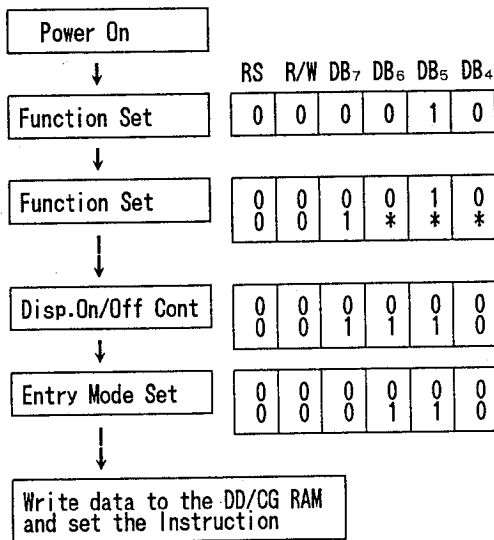 Power On
RS R/W DB₇ DB₆ DB₅ DB₄
Function Set 0 0 0 0 1 0
Function Set 0 0 0 0 1 0
0 0 1 * * *
Disp.On/Off Cont 0 0 0 0 0 0
0 0 1 1 1 0
Entry Mode Set 0 0 0 0 0 0
0 0 0 1 1 0
Write data to the DD/CG RAM
and set the Instruction